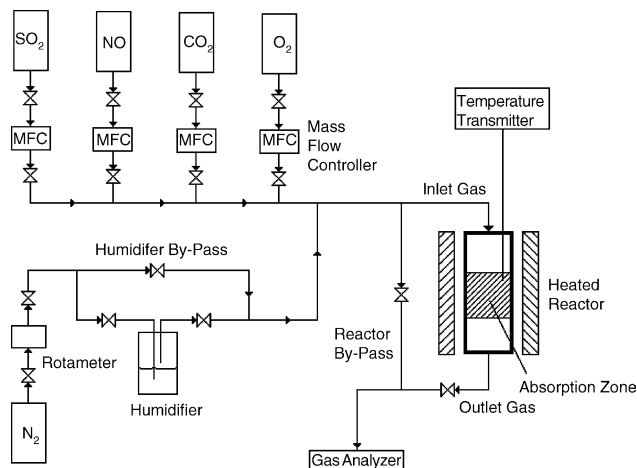 SO2
NO
CO2
O2
MFC
MFC
MFC
MFC
Mass
Flow
Controller
Temperature
Transmitter
Inlet Gas
Humidifer By-Pass
Heated
Reactor
Rotameter
Reactor
By-Pass
Humidifier
Absorption Zone
Outlet Gas
N2
Gas Analyzer